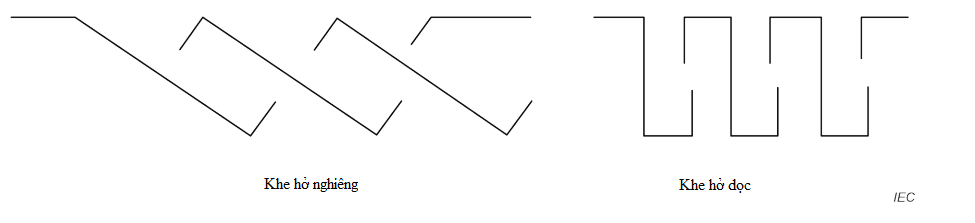 Khe hở nghiêng
Khe hở dọc
IEC